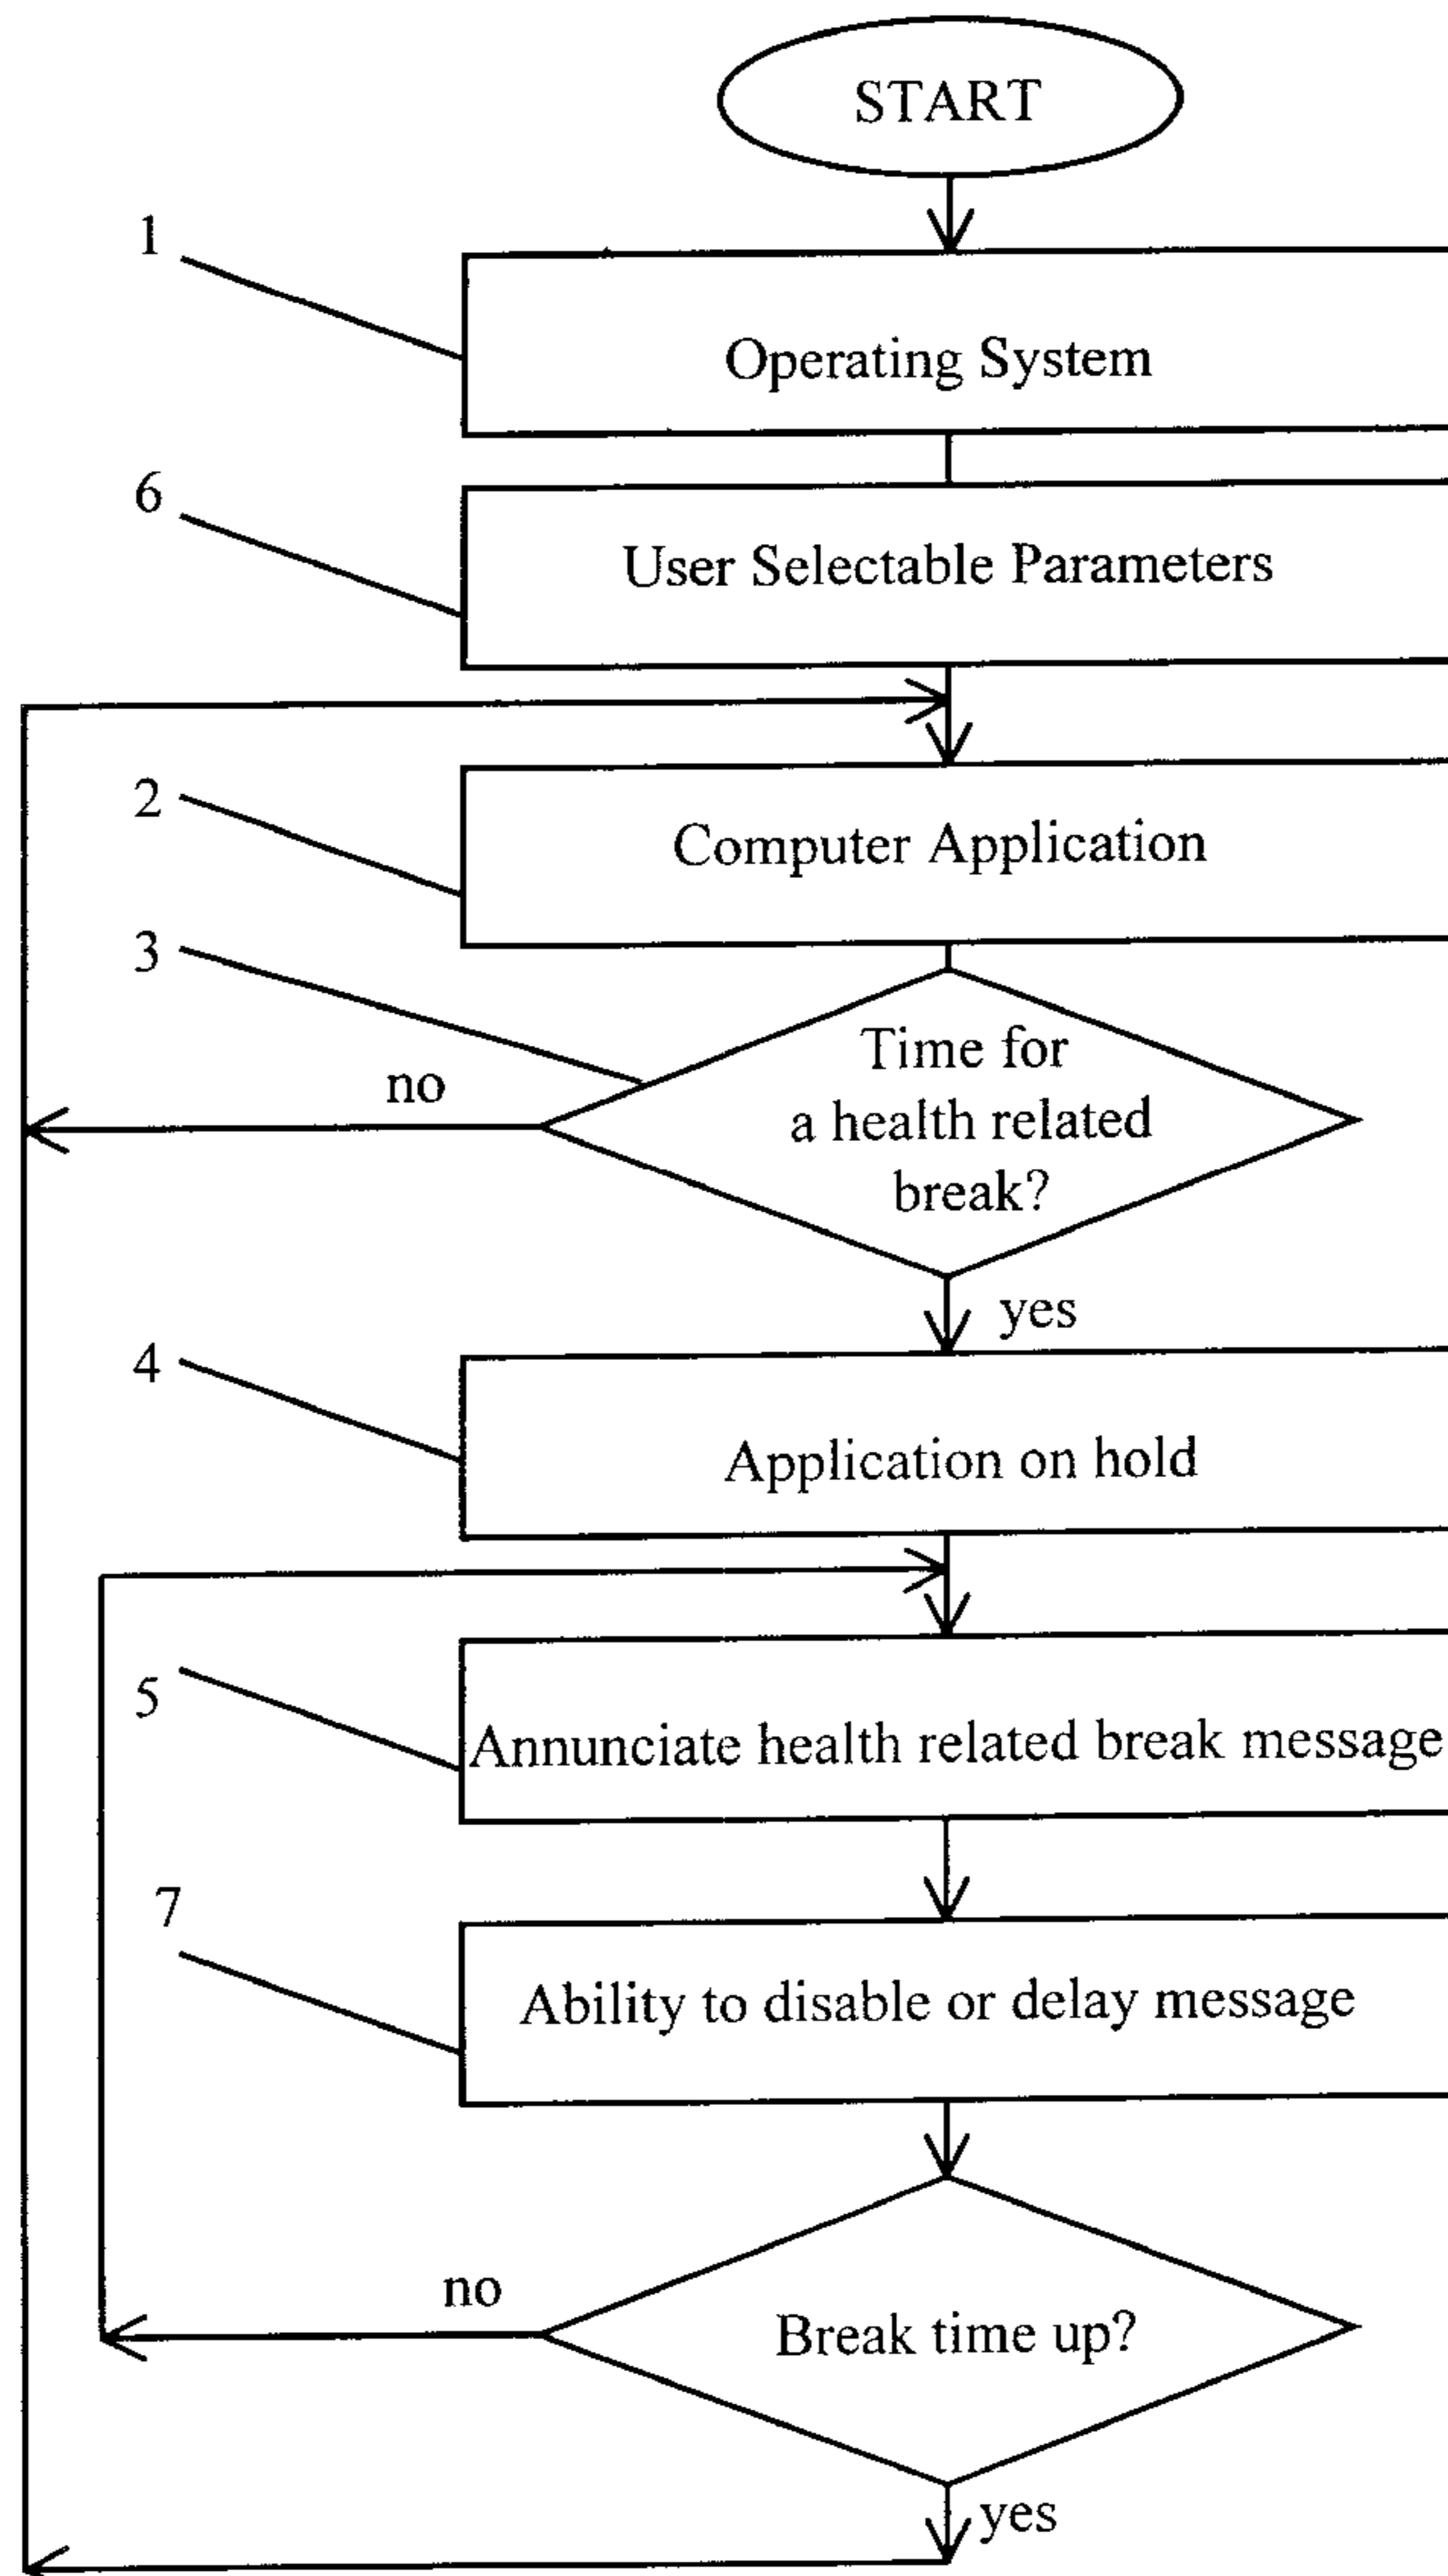 START
1
Operating System
6
User Selectable Parameters
2
Computer Application
3
Time for
no
a health related
break?
yes
4
Application on hold
5
Annunciate health related break message
7
Ability to disable or delay message
no
Break time up?
yes